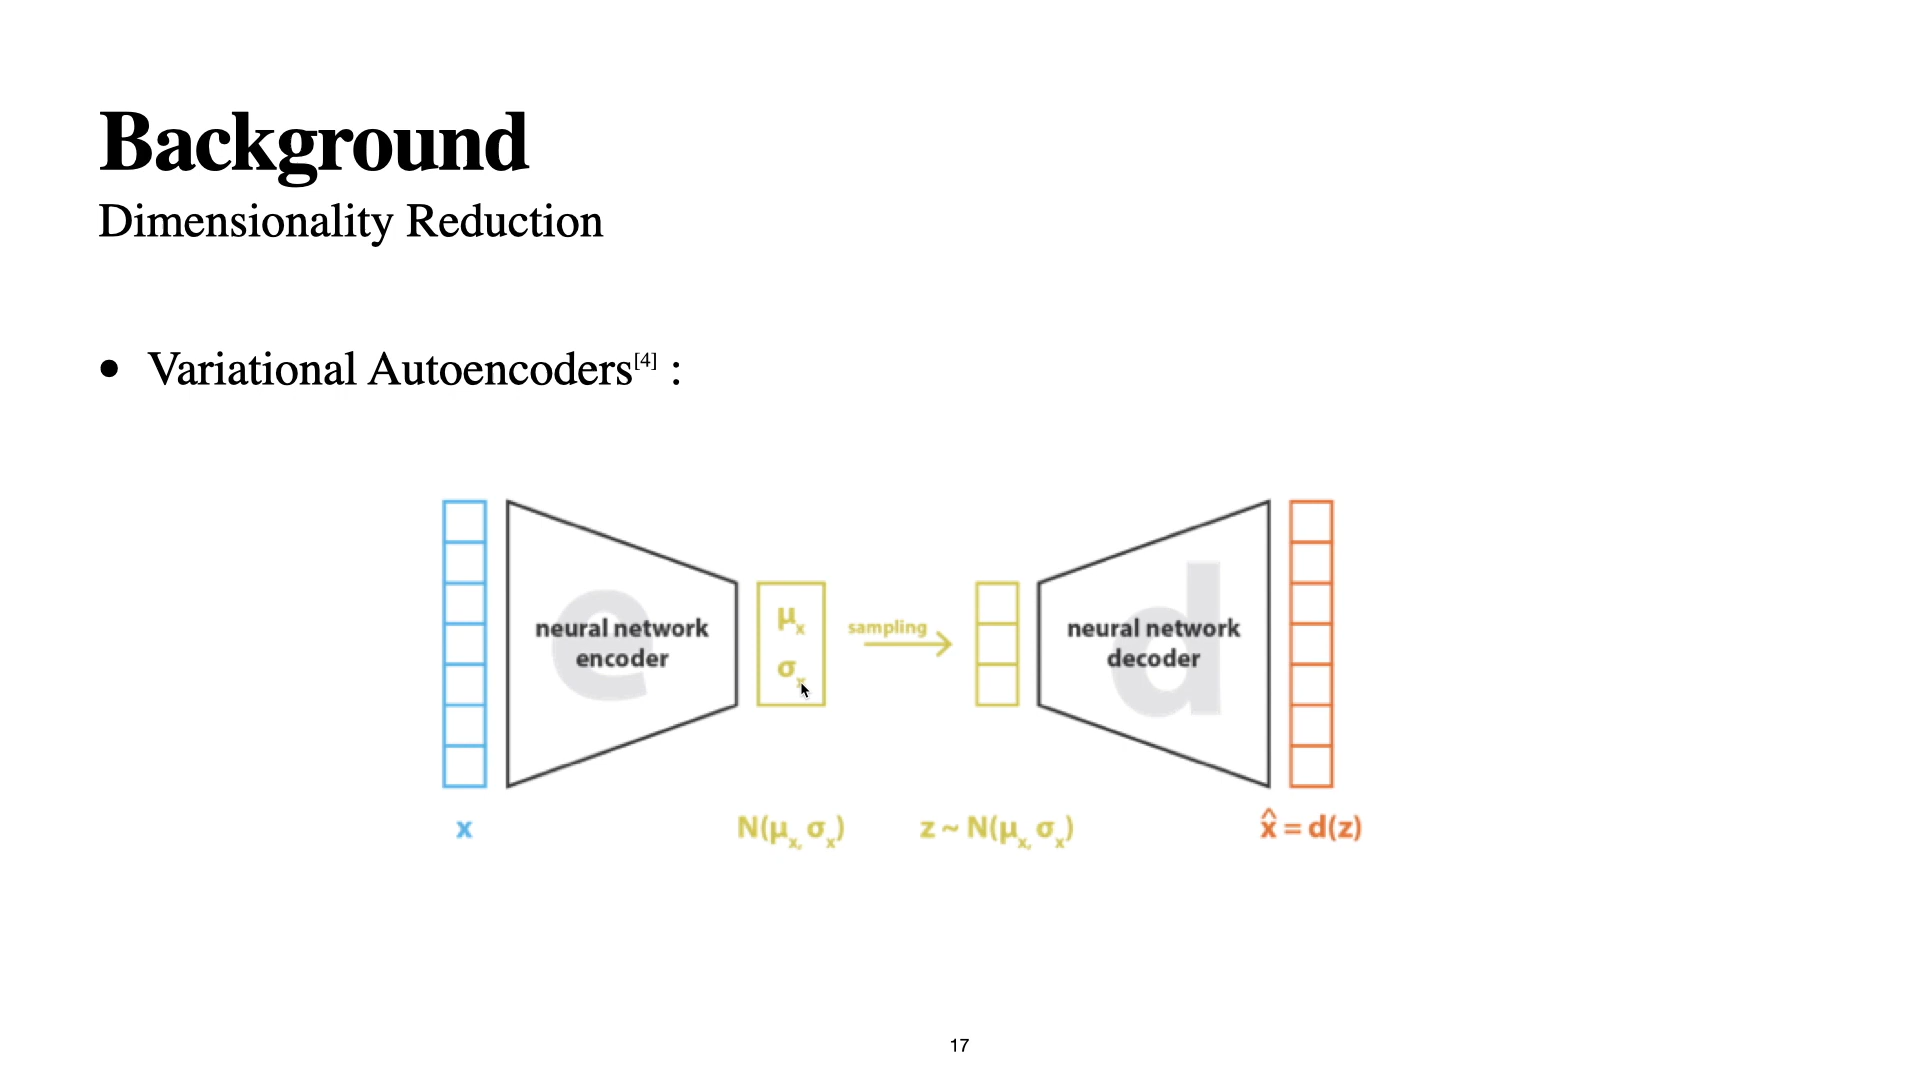 Background
Dimensionality Reduction
• Variational Autoencoders[4] :
e
neural network
encoder
μx
σx
sampling
d
neural network
decoder
x
N(μx, σx)
z ~ N(μx, σx)
x̂ = d(z)
17